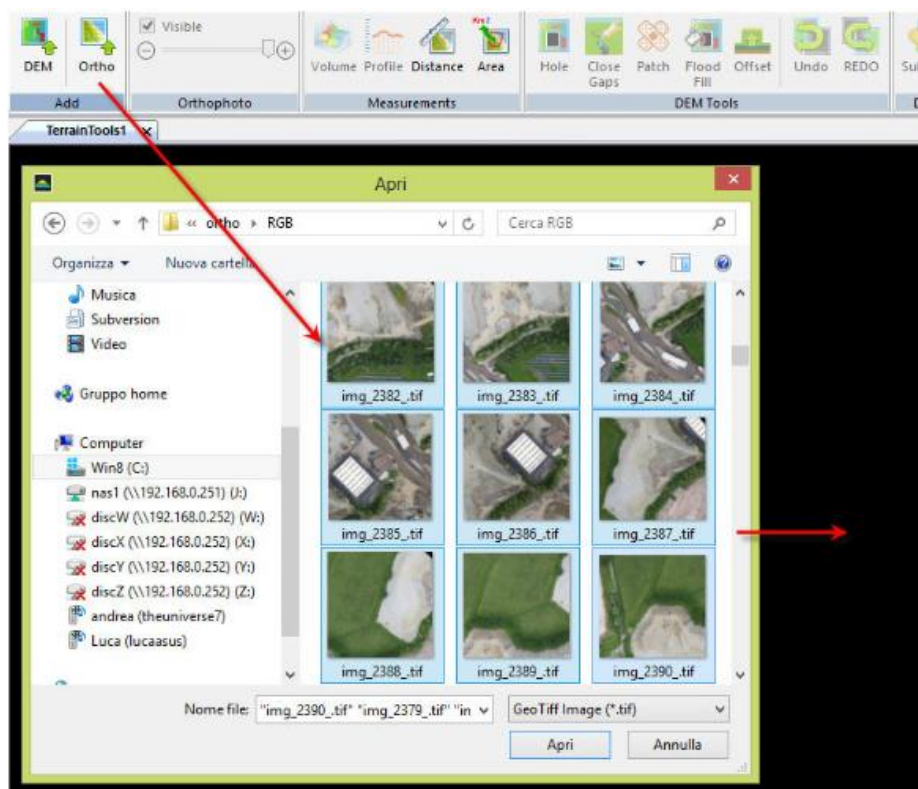 Visible
DEM Ortho
Volume Profile Distance Area
Hole Close Gaps Patch Flood Fill Offset Undo REDO
Add Orthophoto Measurements DEM Tools
TerrainTools1
Apri
ortho RGB
Cerca RGB
Organizza Nuova cartella
Musica
Subversion
Video
Gruppo home
Computer
Win8 (C:)
nas1 (\\192.168.0.251) (J:)
discW (\\192.168.0.252) (W:)
discX (\\192.168.0.252) (X:)
discY (\\192.168.0.252) (Y:)
discZ (\\192.168.0.252) (Z:)
andrea (theuniverse7)
Luca (lucaasus)
img_2382_.tif img_2383_.tif img_2384_.tif
img_2385_.tif img_2386_.tif img_2387_.tif
img_2388_.tif img_2389_.tif img_2390_.tif
Nome file: "img_2390_.tif" "img_2379_.tif" "in
GeoTiff Image (*.tif)
Apri Annulla